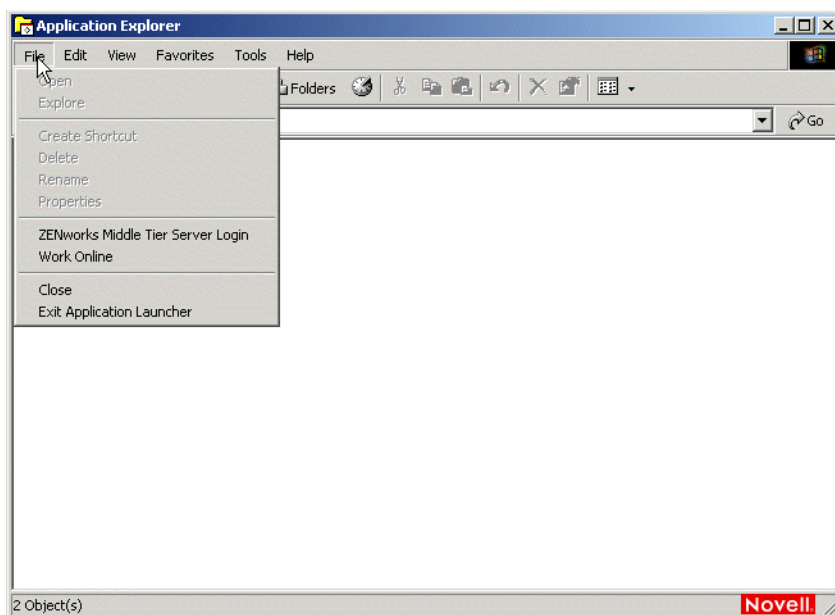 Application Explorer
File Edit View Favorites Tools Help
Open
Explore
Create Shortcut
Delete
Rename
Properties
ZENworks Middle Tier Server Login
Work Online
Close
Exit Application Launcher
Folders
Go
2 Object(s)
Novell.